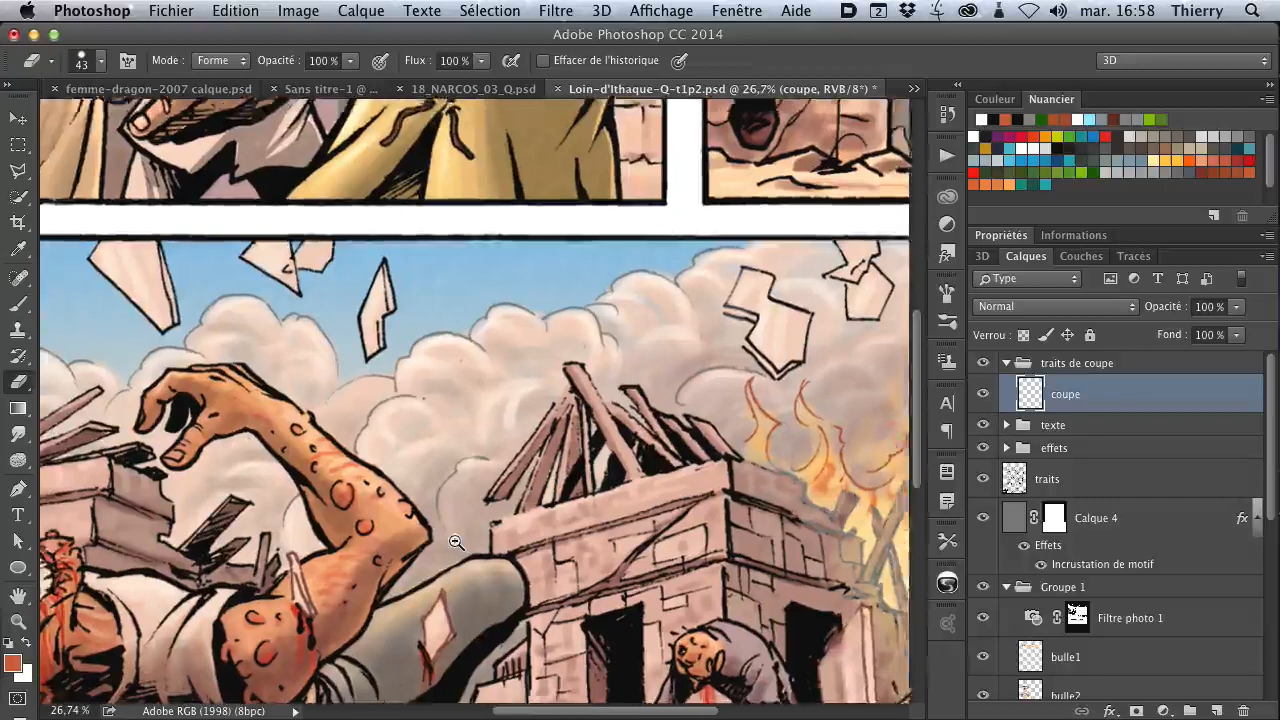 Photoshop Fichier Edition Image Calque Texte Sélection Filtre 3D Affichage Fenêtre Aide 2 mar. 16:58 Thierry
Adobe Photoshop CC 2014
43 Mode : Forme Opacité : 100 % Flux : 100 % Effacer de l'historique 3D
× femme-dragon-2007 calque.psd × Sans titre-1 @ ... × 18_NARCOS_03_Q.psd × Loin-d'Ithaque-Q-t1p2.psd @ 26,7% (coupe, RVB/8*) *
Couleur Nuancier
Propriétés Informations
3D Calques Couches Tracés
Type
Normal Opacité : 100 %
Verrou : Fond : 100 %
traits de coupe
coupe
texte
effets
traits
Calque 4 fx
Effets
Incrustation de motif
Groupe 1
Filtre photo 1
bulle1
bulle2
26,74 % Adobe RGB (1998) (8bpc)